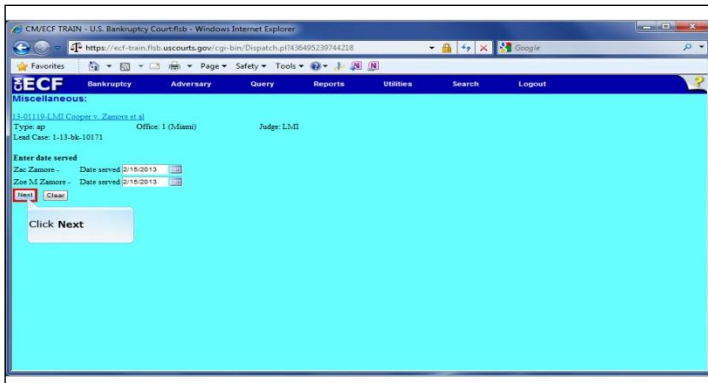 CM/ECF TRAIN - U.S. Bankruptcy Court:flsb - Windows Internet Explorer
https://ecf-train.flsb.uscourts.gov/cgi-bin/Dispatch.pl?436495239744218
Google
Favorites Page Safety Tools
ECF Bankruptcy Adversary Query Reports Utilities Search Logout ?
Miscellaneous:
13-01119-LMI Cooper v. Zamore et al
Type: ap Office: 1 (Miami) Judge: LMI
Lead Case: 1-13-bk-10171
Enter date served
Zac Zamore - Date served 2/15/2013
Zoe M Zamore - Date served 2/15/2013
Next Clear
Click Next